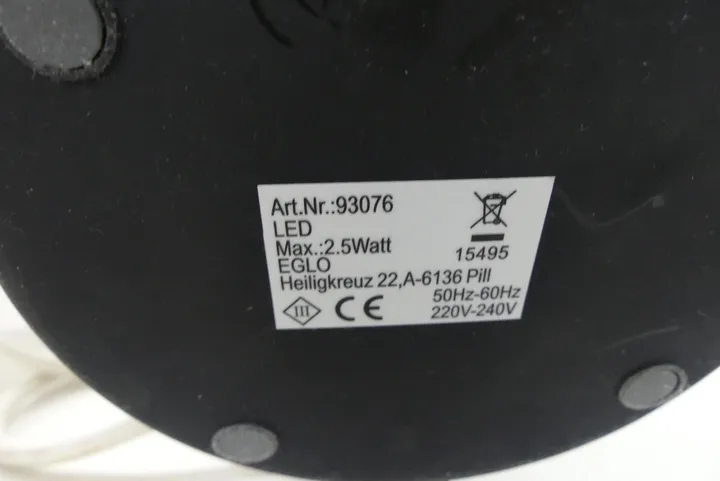 Art.Nr.:93076
LED
Max.:2.5Watt
15495
EGLO
Heiligkreuz 22,A-6136 Pill
50Hz-60Hz
III CE
220V-240V